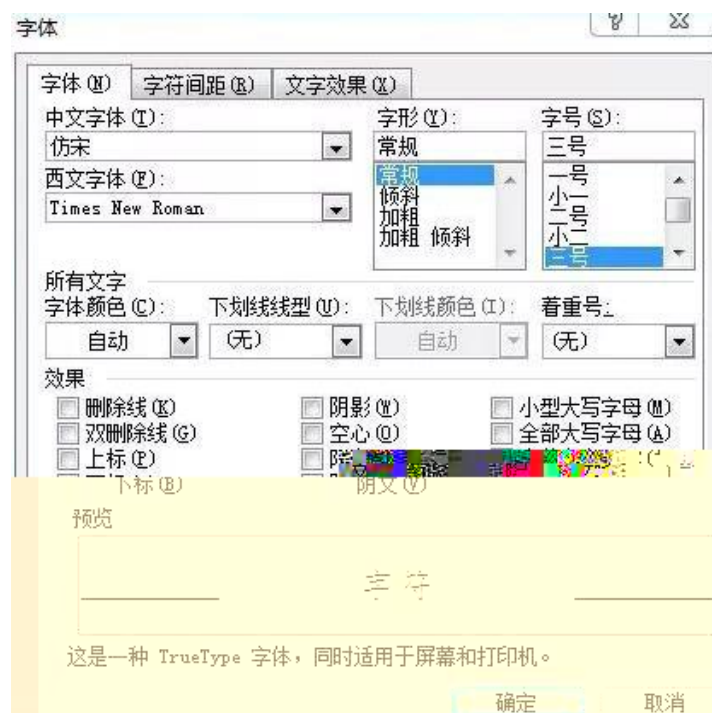 字体
字体(N) 字符间距(R) 文字效果(X)
中文字体(T): 字形(Y): 字号(S):
仿宋 常规 三号
西文字体(F): 常规 一号
Times New Roman 倾斜 小一
加粗 二号
加粗 倾斜 小二
三号
所有文字
字体颜色(C): 下划线线型(U): 下划线颜色(I): 着重号:
自动 (无) 自动 (无)
效果
删除线(K) 阴影(W) 小型大写字母(M)
双删除线(G) 空心(O) 全部大写字母(A)
上标(P)
下标(B) 阴文(V)
预览
字符
这是一种 TrueType 字体，同时适用于屏幕和打印机。
确定 取消